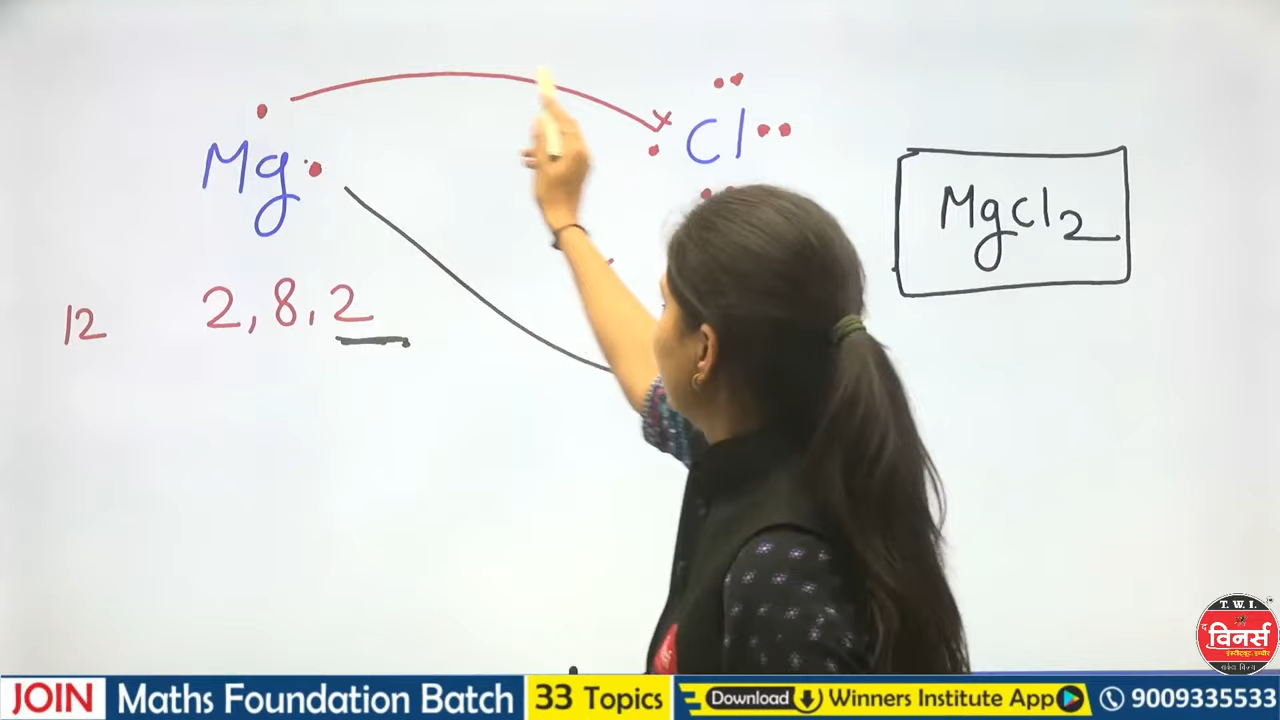 Mg
Cl
MgCl2
12
2, 8, 2
T. W. I.
द
विनर्स
JOIN
Maths Foundation Batch
33 Topics
Download
Winners Institute App
9009335533